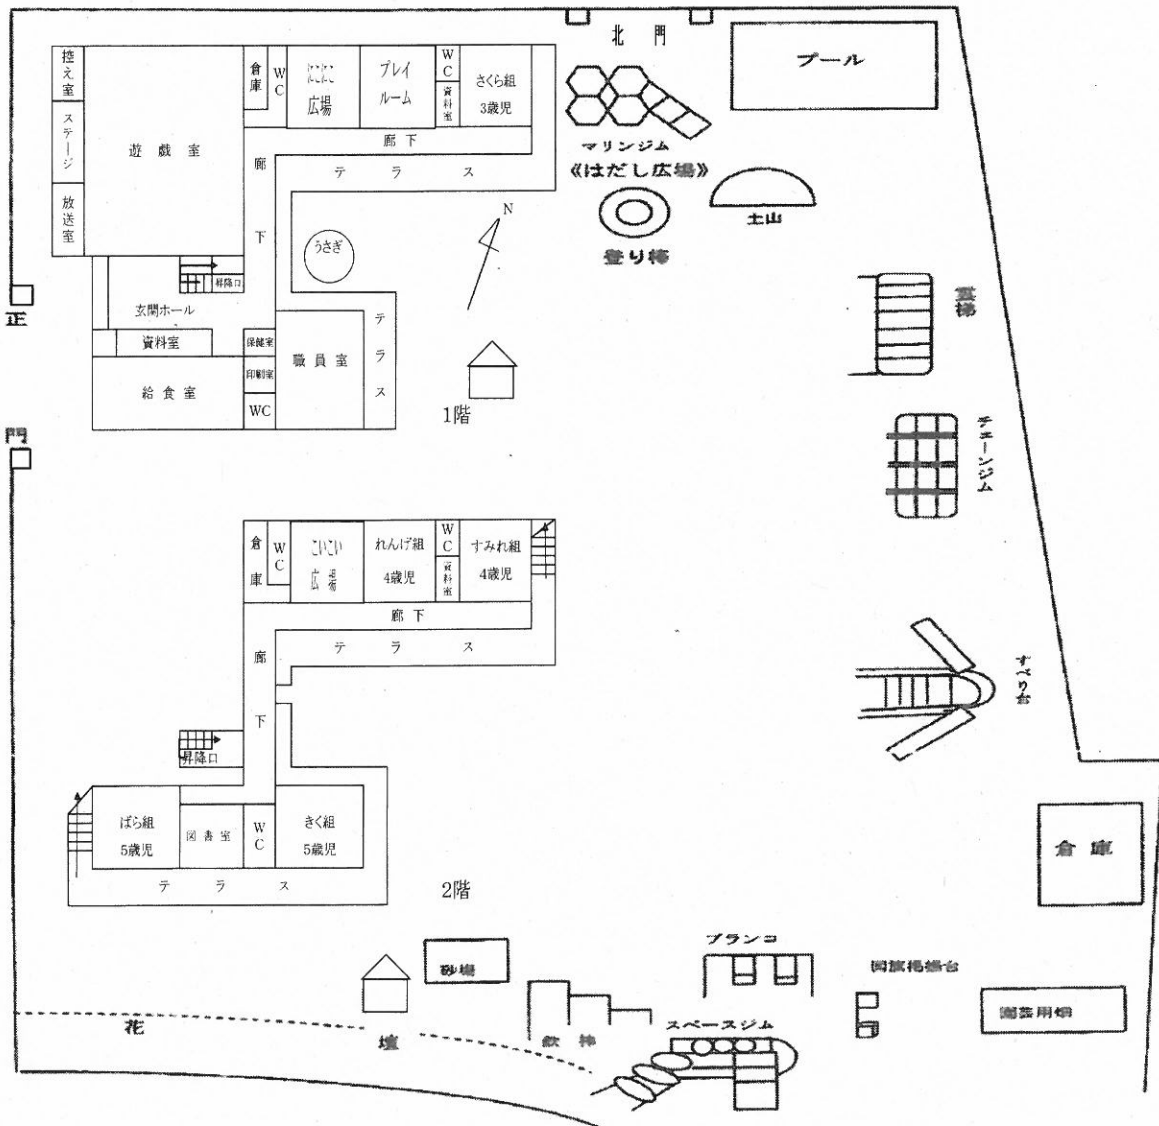 北門
プール
控え室
ステージ
放送室
遊戯室
倉庫
WC
にこにこ
広場
プレイ
ルーム
WC
資料室
さくら組
3歳児
廊下
テラス
廊下
うさぎ
N
マリンジム
《はだし広場》
登り棒
土山
昇降口
玄関ホール
資料室
保健室
印刷室
WC
給食室
職員室
テラス
1階
正門
雲梯
チェーンジム
倉庫
WC
こいこい
広場
れんげ組
4歳児
WC
資料室
すみれ組
4歳児
廊下
テラス
廊下
昇降口
すべり台
ばら組
5歳児
図書室
WC
きく組
5歳児
テラス
2階
倉庫
砂場
ブランコ
国旗掲揚台
園芸用畑
花壇
鉄棒
スペースジム